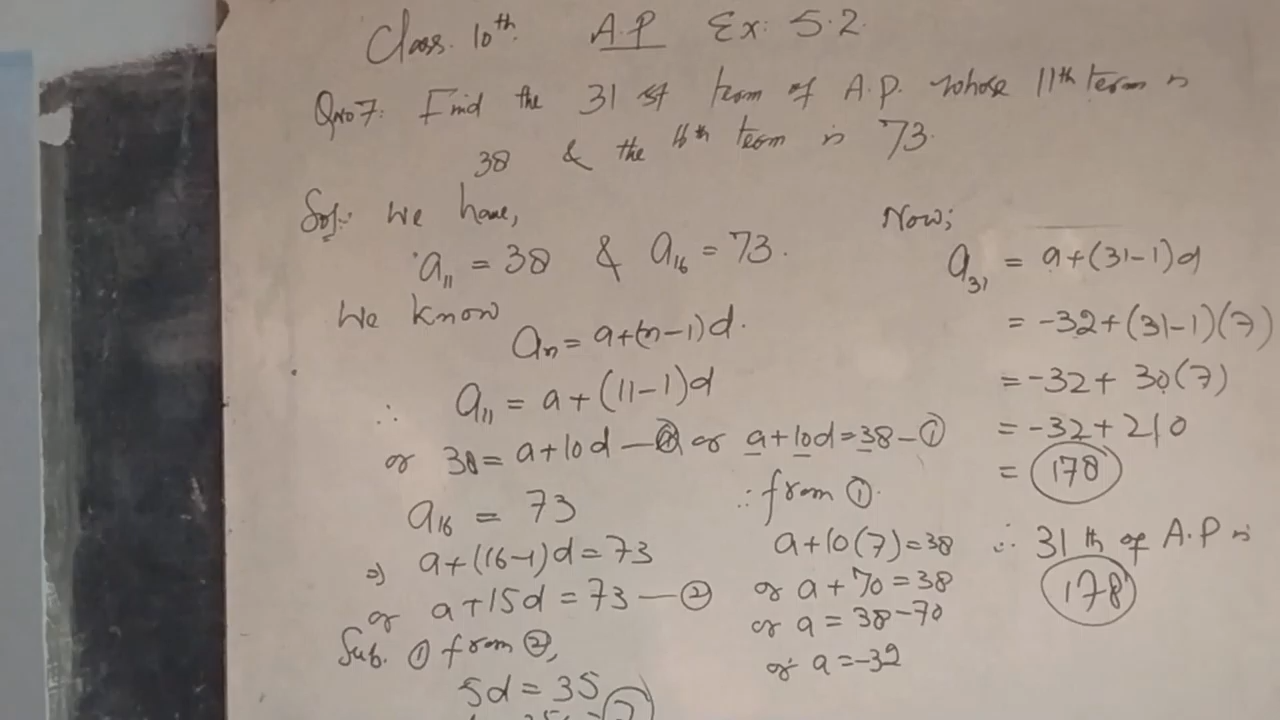 Class. 10th. A.P Ex: 5.2.
Qno7: Find the 31 st term of A.P. whose 11th term is
38 & the 16th term is 73.
Sol:- We have,
a₁₁ = 38 & a₁₆ = 73.
We know
aₙ = a+(n-1)d.
∴ a₁₁ = a+(11-1)d
or 38 = a+10d — or a+10d=38-①
a₁₆ = 73
⇒ a+(16-1)d=73
or a+15d = 73 — ②
Sub. ① from ②,
5d = 35
∴ from ①.
a+10(7)=38
or a+70=38
or a = 38-70
or a = -32
Now;
a₃₁ = a+(31-1)d
= -32+(31-1)(7)
= -32+ 30(7)
= -32+210
= 178
∴ 31 th of A.P is
178